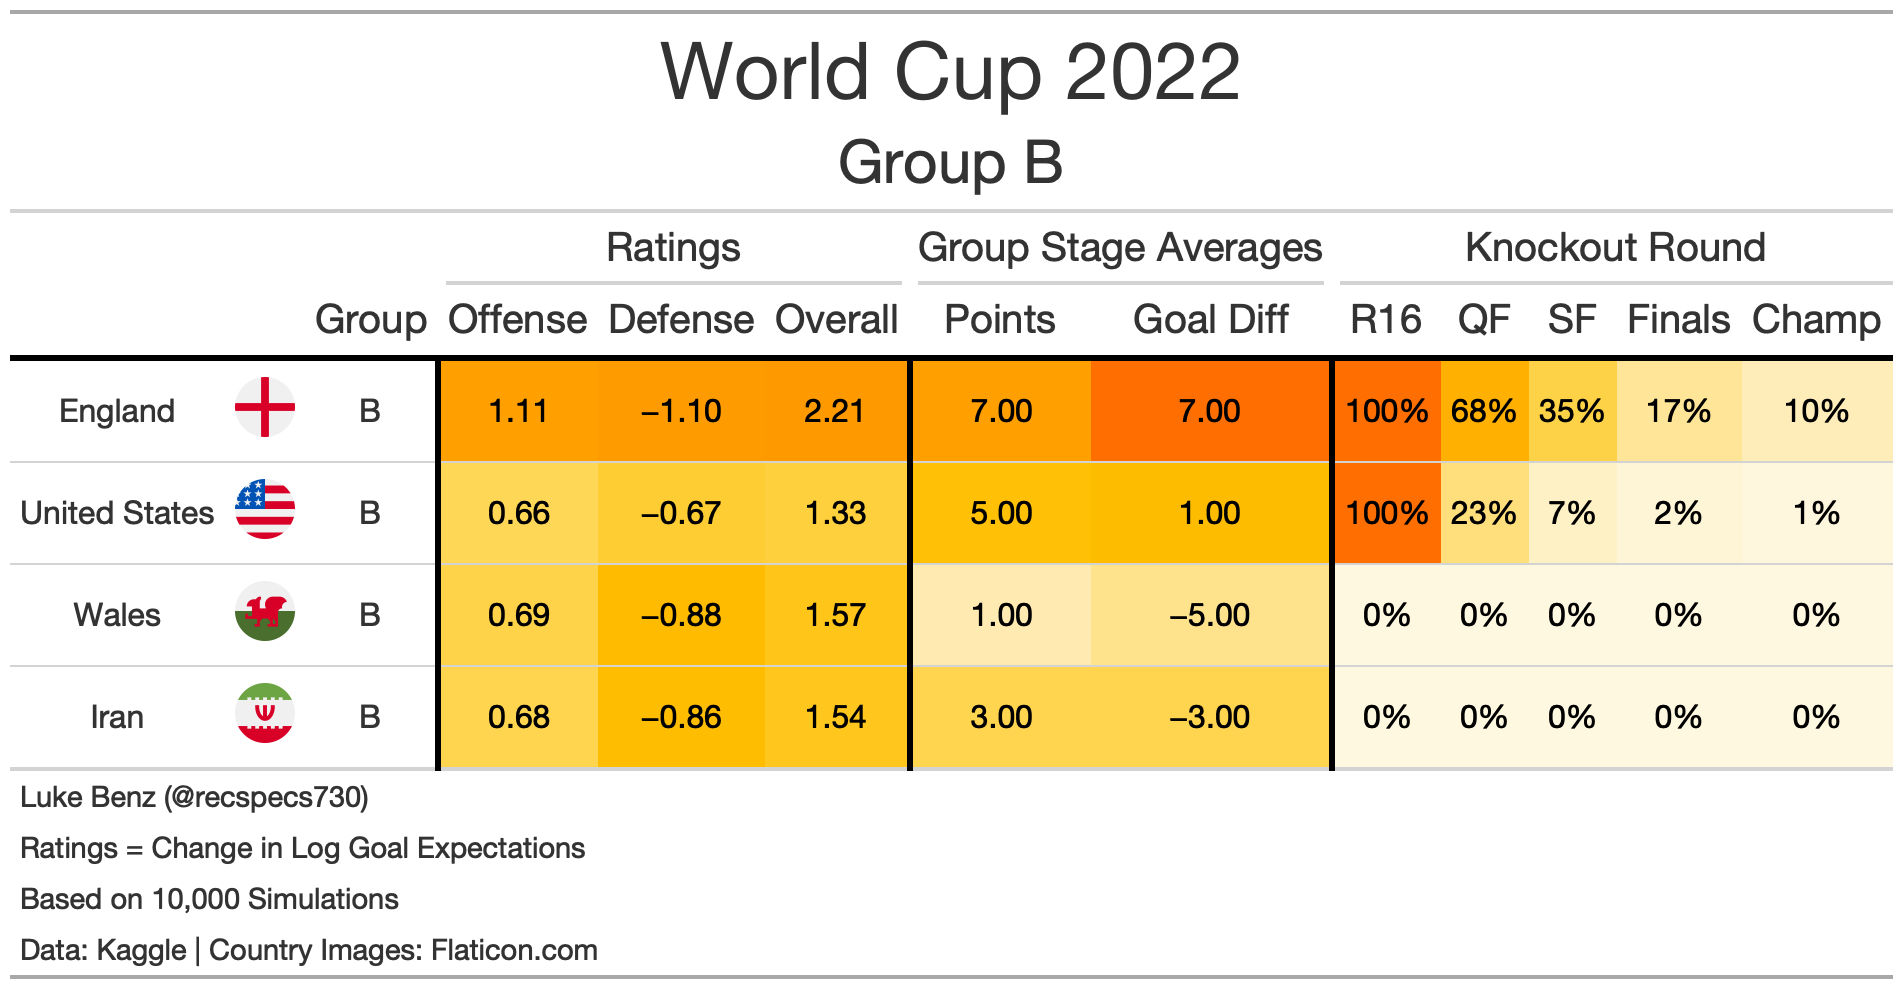 World Cup 2022
Group B
Ratings Group Stage Averages Knockout Round
Group Offense Defense Overall Points Goal Diff R16 QF SF Finals Champ
England B 1.11 −1.10 2.21 7.00 7.00 100% 68% 35% 17% 10%
United States B 0.66 −0.67 1.33 5.00 1.00 100% 23% 7% 2% 1%
Wales B 0.69 −0.88 1.57 1.00 −5.00 0% 0% 0% 0% 0%
Iran B 0.68 −0.86 1.54 3.00 −3.00 0% 0% 0% 0% 0%
Luke Benz (@recspecs730)
Ratings = Change in Log Goal Expectations
Based on 10,000 Simulations
Data: Kaggle | Country Images: Flaticon.com